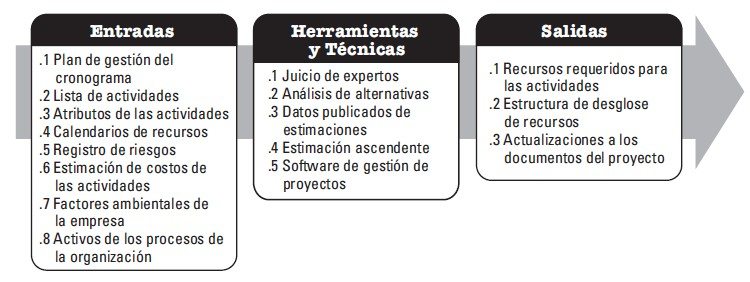 Entradas
.1 Plan de gestión del
cronograma
.2 Lista de actividades
.3 Atributos de las actividades
.4 Calendarios de recursos
.5 Registro de riesgos
.6 Estimación de costos de
las actividades
.7 Factores ambientales de
la empresa
.8 Activos de los procesos de
la organización
Herramientas
y Técnicas
.1 Juicio de expertos
.2 Análisis de alternativas
.3 Datos publicados de
estimaciones
.4 Estimación ascendente
.5 Software de gestión de
proyectos
Salidas
.1 Recursos requeridos para
las actividades
.2 Estructura de desglose
de recursos
.3 Actualizaciones a los
documentos del proyecto